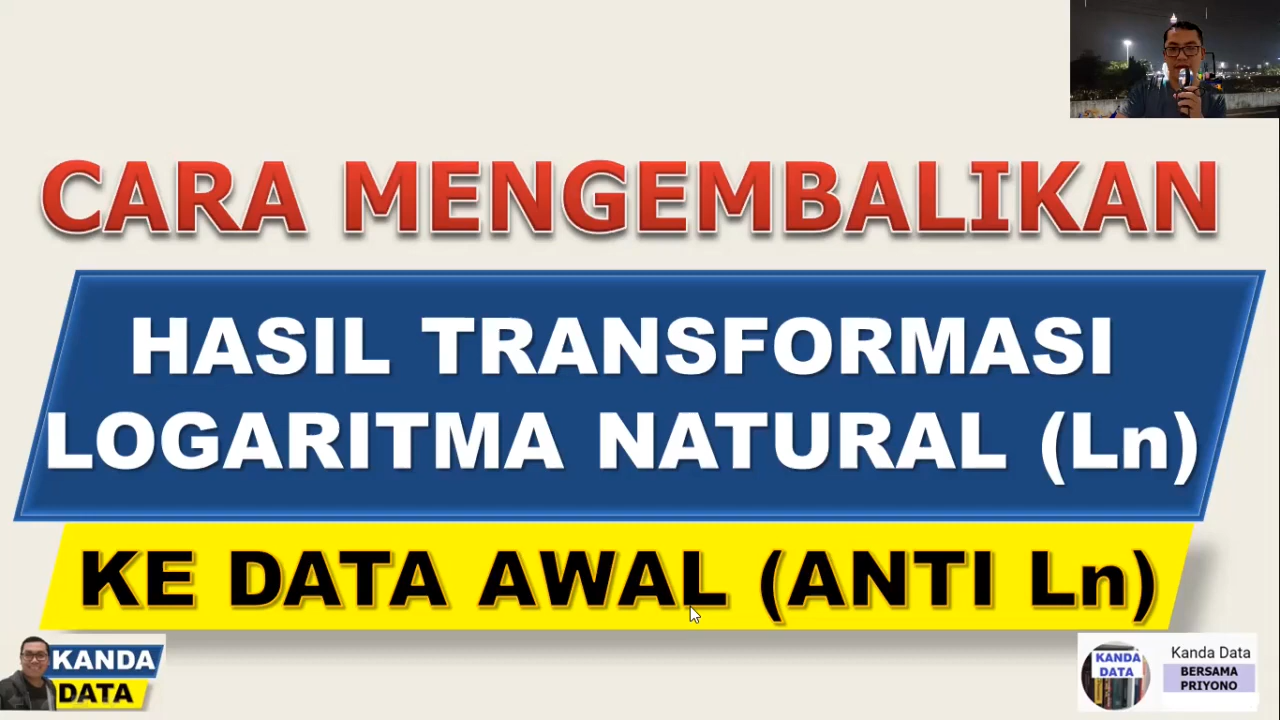 CARA MENGEMBALIKAN
HASIL TRANSFORMASI
LOGARITMA NATURAL (Ln)
KE DATA AWAL (ANTI Ln)
KANDA
DATA
KANDA
DATA
Kanda Data
BERSAMA
PRIYONO